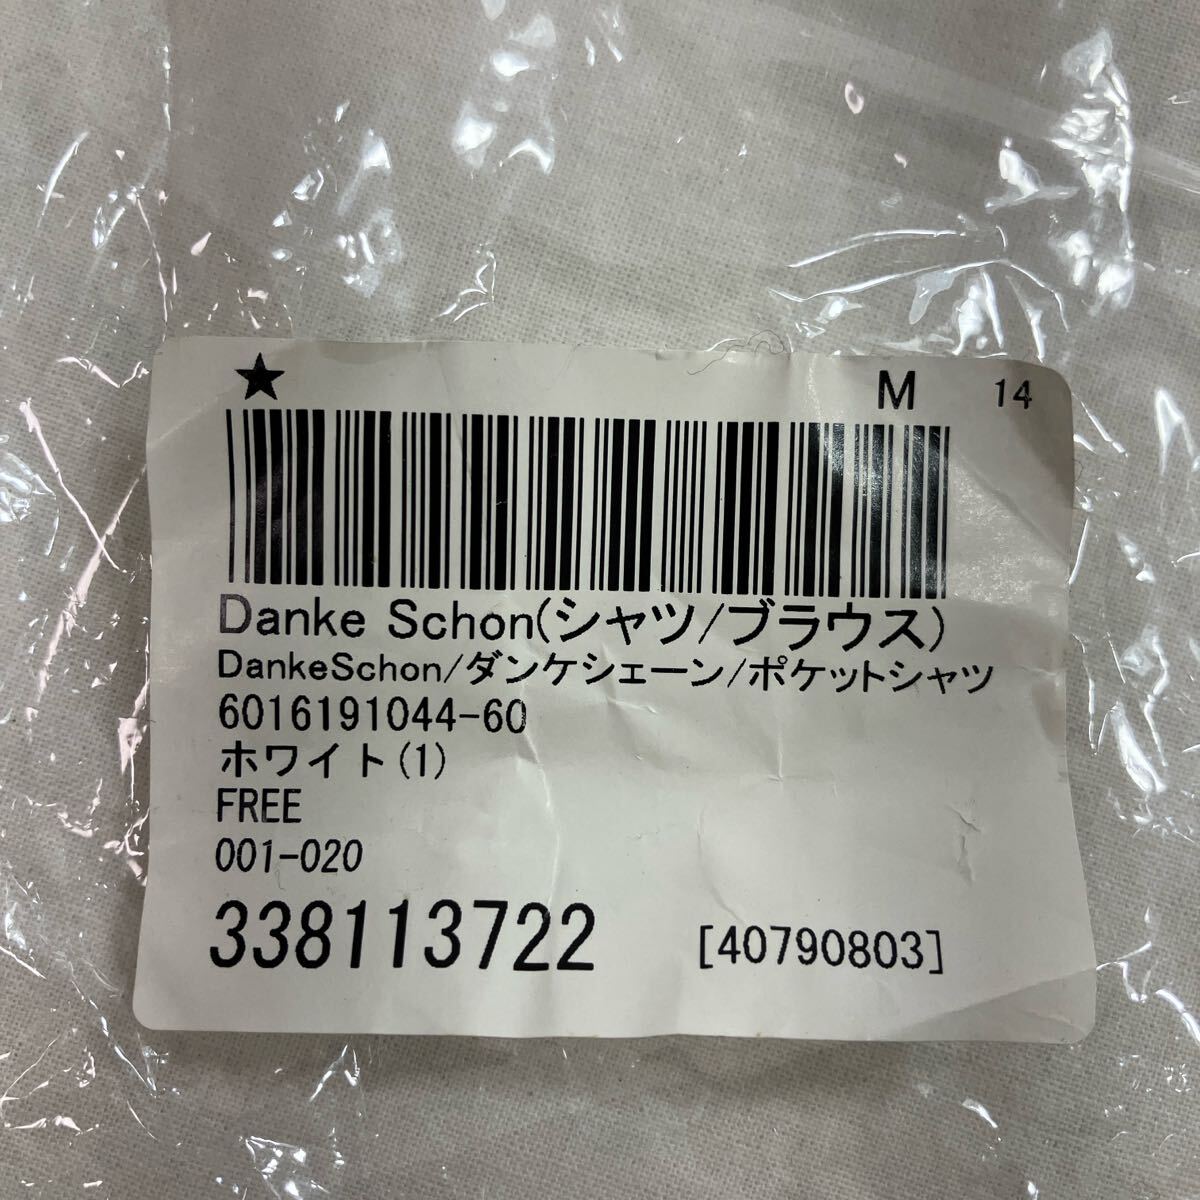 ★ M 14
Danke Schon(シャツ/ブラウス)
DankeSchon/ダンケシェーン/ポケットシャツ
6016191044-60
ホワイト(1)
FREE
001-020
338113722 [40790803]